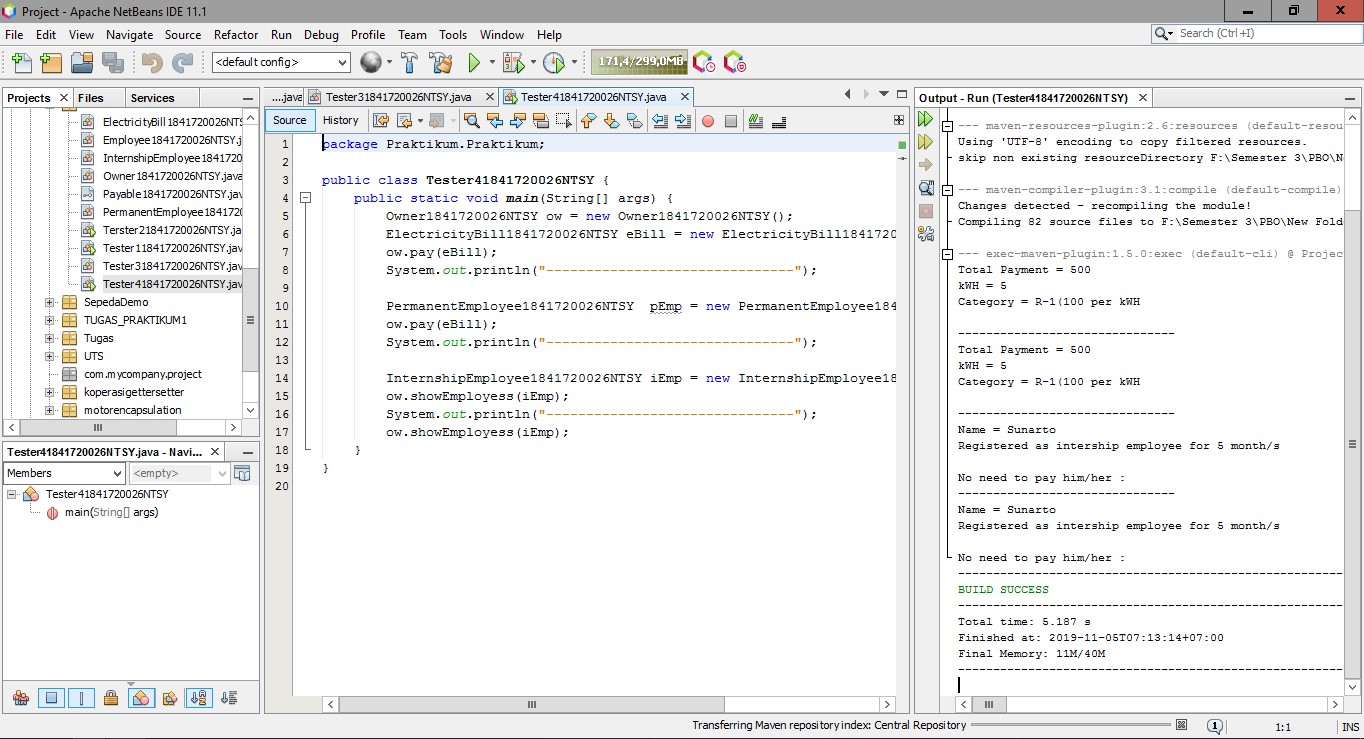 Project - Apache NetBeans IDE 11.1
File Edit View Navigate Source Refactor Run Debug Profile Team Tools Window Help
Search (Ctrl+I)
<default config>
171,4/299,0MB
Projects Files Services
ElectricityBill1841720026NTS
Employee1841720026NTSY.j
InternshipEmployee1841720
Owner1841720026NTSY.java
Payable1841720026NTSY.jav
PermanentEmployee184172
Terster21841720026NTSY.ja
Tester11841720026NTSY.jav
Tester31841720026NTSY.jav
Tester41841720026NTSY.jav
SepedaDemo
TUGAS_PRAKTIKUM1
Tugas
UTS
com.mycompany.project
koperasigettersetter
motorencapsulation
Tester41841720026NTSY.java - Navi...
Members <empty>
Tester41841720026NTSY
main(String[] args)
....java Tester31841720026NTSY.java Tester41841720026NTSY.java
Source History
1 package Praktikum.Praktikum;
2
3 public class Tester41841720026NTSY {
4 public static void main(String[] args) {
5 Owner1841720026NTSY ow = new Owner1841720026NTSY();
6 ElectricityBill1841720026NTSY eBill = new ElectricityBill184172
7 ow.pay(eBill);
8 System.out.println("-------------------------------");
9
10 PermanentEmployee1841720026NTSY pEmp = new PermanentEmployee184
11 ow.pay(eBill);
12 System.out.println("-------------------------------");
13
14 InternshipEmployee1841720026NTSY iEmp = new InternshipEmployee18
15 ow.showEmployess(iEmp);
16 System.out.println("-------------------------------");
17 ow.showEmployess(iEmp);
18 }
19 }
20
Output - Run (Tester41841720026NTSY)
--- maven-resources-plugin:2.6:resources (default-resou
Using 'UTF-8' encoding to copy filtered resources.
skip non existing resourceDirectory F:\Semester 3\PBO\N
--- maven-compiler-plugin:3.1:compile (default-compile)
Changes detected - recompiling the module!
Compiling 82 source files to F:\Semester 3\PBO\New Fold
--- exec-maven-plugin:1.5.0:exec (default-cli) @ Projec
Total Payment = 500
kWH = 5
Category = R-1(100 per kWH
-------------------------------
Total Payment = 500
kWH = 5
Category = R-1(100 per kWH
-------------------------------
Name = Sunarto
Registered as intership employee for 5 month/s
No need to pay him/her :
-------------------------------
Name = Sunarto
Registered as intership employee for 5 month/s
No need to pay him/her :
-------------------------------------------------------
BUILD SUCCESS
-------------------------------------------------------
Total time: 5.187 s
Finished at: 2019-11-05T07:13:14+07:00
Final Memory: 11M/40M
-------------------------------------------------------
Transferring Maven repository index: Central Repository
1
1:1 INS